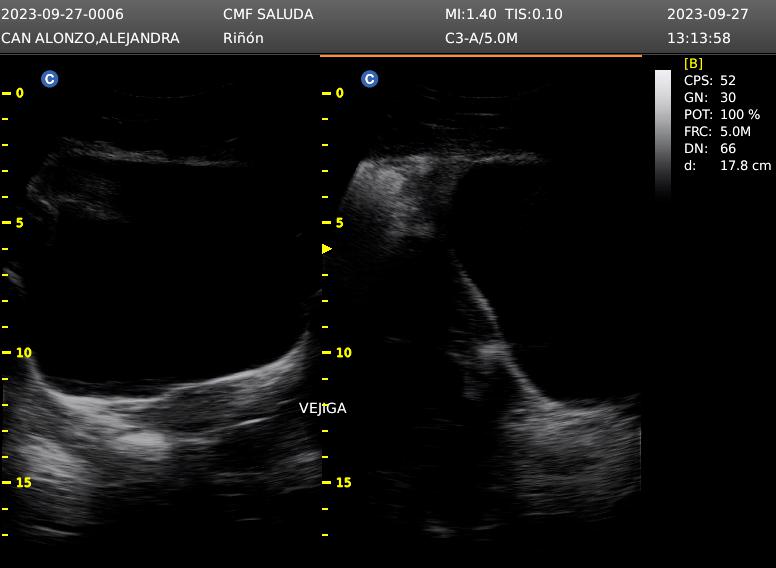 2023-09-27-0006 CMF SALUDA MI:1.40 TIS:0.10 2023-09-27
CAN ALONZO,ALEJANDRA Riñón C3-A/5.0M 13:13:58
[B]
C C
CPS: 52
GN: 30
POT: 100 %
FRC: 5.0M
DN: 66
d: 17.8 cm
0 0
5 5
10 10
VEJIGA
15 15